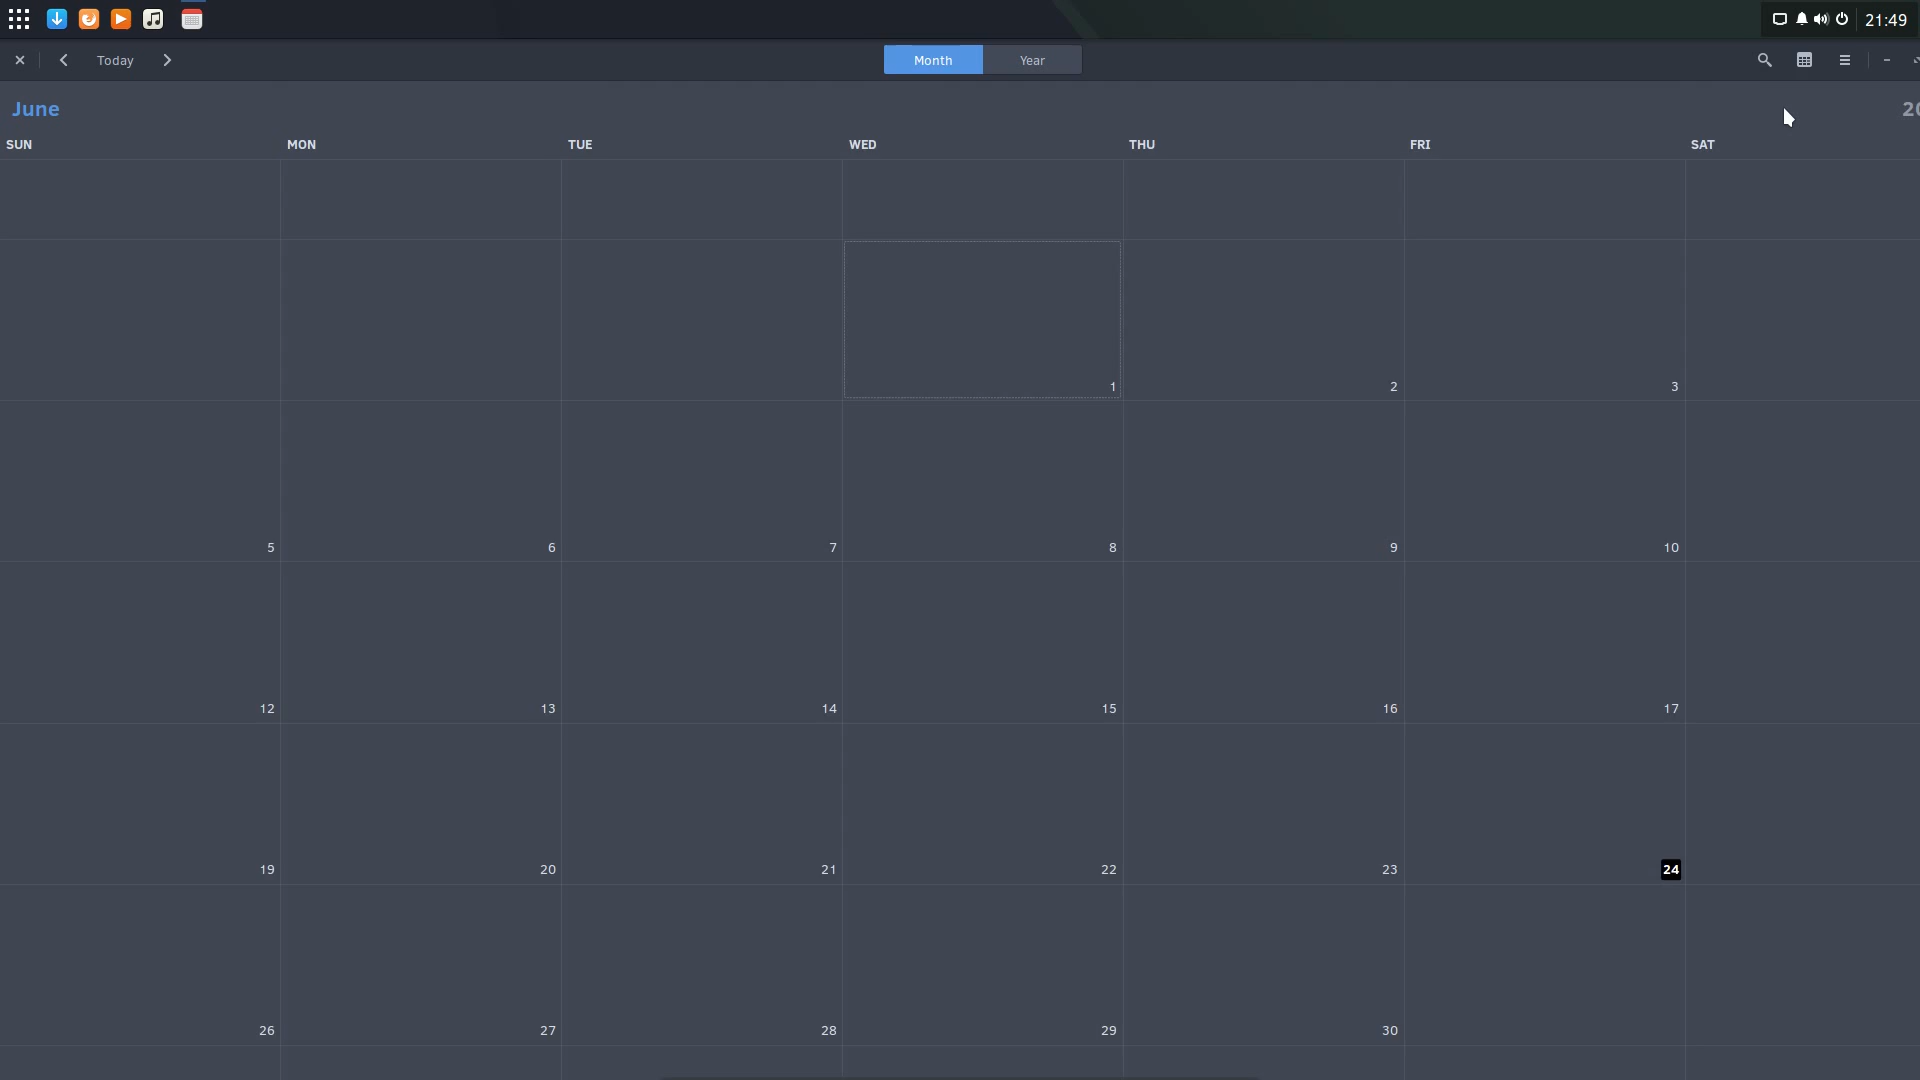 21:49
Today Month Year
June 20
SUN MON TUE WED THU FRI SAT
1 2 3
5 6 7 8 9 10
12 13 14 15 16 17
19 20 21 22 23 24
26 27 28 29 30